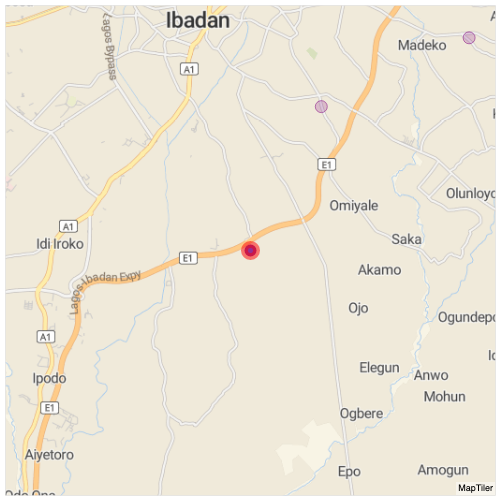 Ibadan
Lagos Bypass
Madeko
A1
E1
Omiyale
Olunloyo
A1
Idi Iroko
Saka
E1
Akamo
Lagos-Ibadan Expy
Ojo
Ogundepo
A1
Elegun
Anwo
Ipodo
Mohun
E1
Ogbere
Aiyetoro
Epo
Amogun
MapTiler